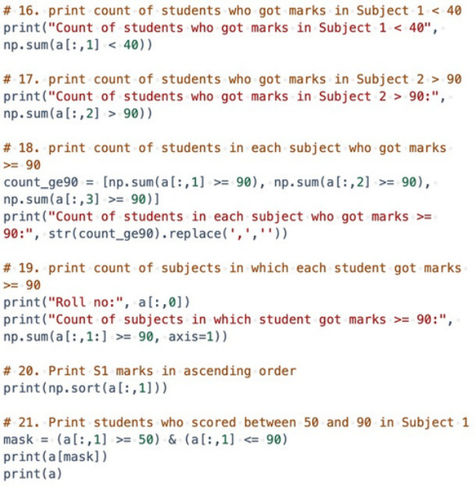 # 16. print count of students who got marks in Subject 1 < 40
print("Count of students who got marks in Subject 1 < 40",
np.sum(a[:,1] < 40))
# 17. print count of students who got marks in Subject 2 > 90
print("Count of students who got marks in Subject 2 > 90:",
np.sum(a[:,2] > 90))
# 18. print count of students in each subject who got marks
>= 90
count_ge90 = [np.sum(a[:,1] >= 90), np.sum(a[:,2] >= 90),
np.sum(a[:,3] >= 90)]
print("Count of students in each subject who got marks >=
90:", str(count_ge90).replace(',',''))
# 19. print count of subjects in which each student got marks
>= 90
print("Roll no:", a[:,0])
print("Count of subjects in which student got marks >= 90:",
np.sum(a[:,1:] >= 90, axis=1))
# 20. Print S1 marks in ascending order
print(np.sort(a[:,1]))
# 21. Print students who scored between 50 and 90 in Subject 1
mask = (a[:,1] >= 50) & (a[:,1] <= 90)
print(a[mask])
print(a)